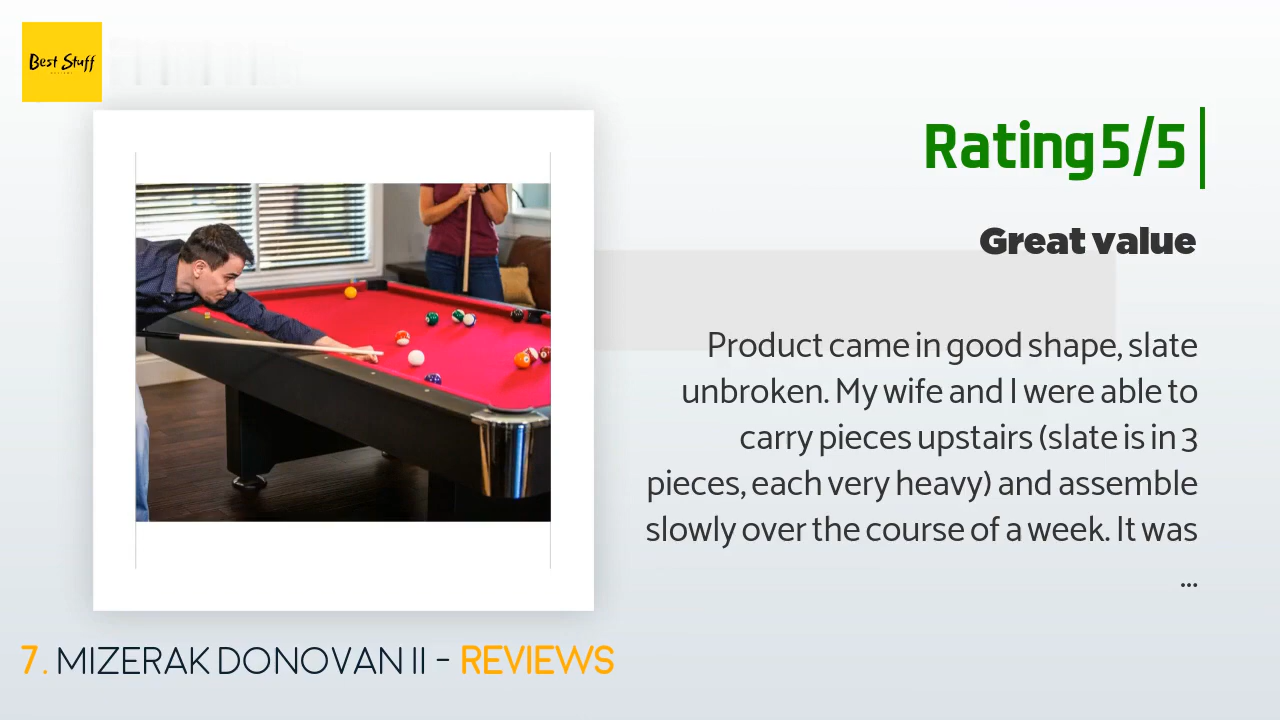 Best Stuff
Rating 5/5
Great value
Product came in good shape, slate
unbroken. My wife and I were able to
carry pieces upstairs (slate is in 3
pieces, each very heavy) and assemble
slowly over the course of a week. It was
...
7. MIZERAK DONOVAN II - REVIEWS